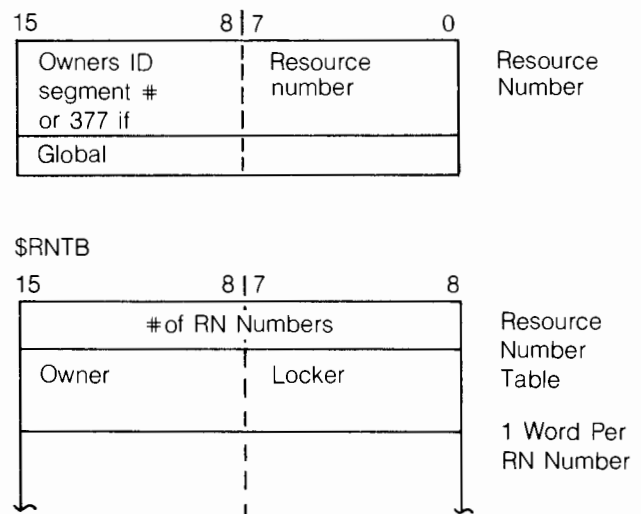 15 8 7 0
Owners ID
segment #
or 377 if
Global
Resource
number
Resource
Number
$RNTB
15 8 7 8
# of RN Numbers
Owner
Locker
Resource
Number
Table
1 Word Per
RN Number